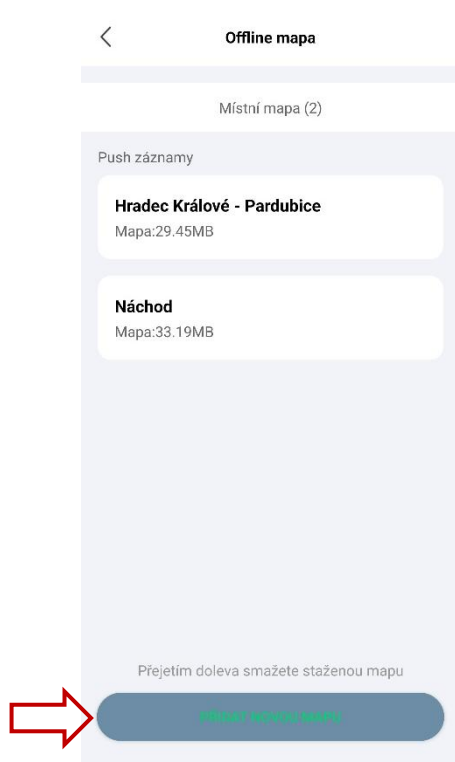 Offline mapa
Místní mapa (2)
Push záznamy
Hradec Králové - Pardubice
Mapa:29.45MB
Náchod
Mapa:33.19MB
Přejetím doleva smažete staženou mapu
PŘIDAT NOVOU MAPU